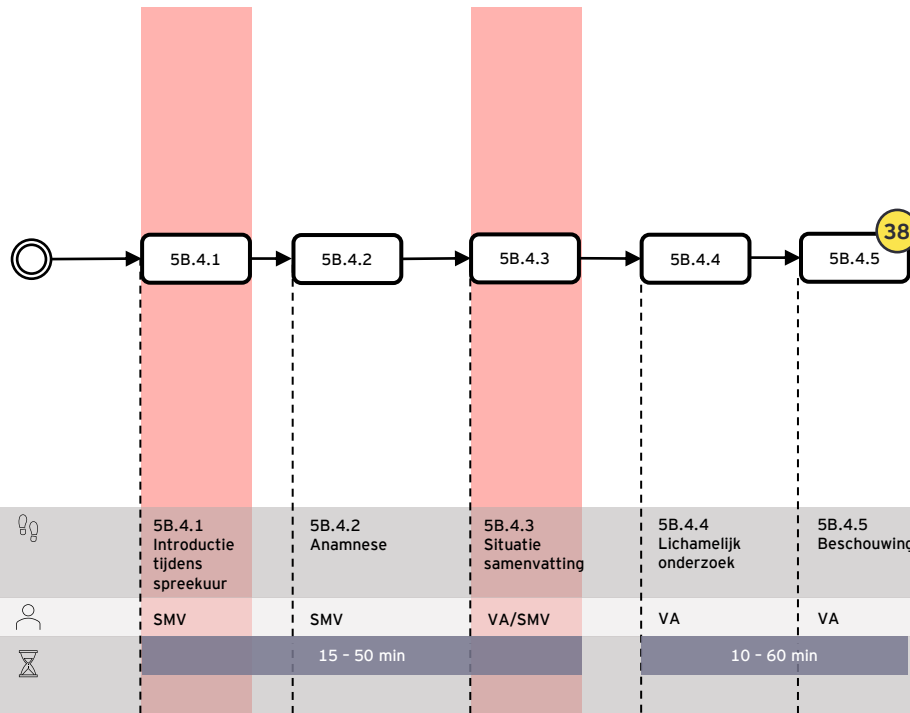 38
5B.4.1
5B.4.2
5B.4.3
5B.4.4
5B.4.5
5B.4.1
Introductie
tijdens
spreekuur
5B.4.2
Anamnese
5B.4.3
Situatie
samenvatting
5B.4.4
Lichamelijk
onderzoek
5B.4.5
Beschouwing
SMV
SMV
VA/SMV
VA
VA
15 - 50 min
10 - 60 min